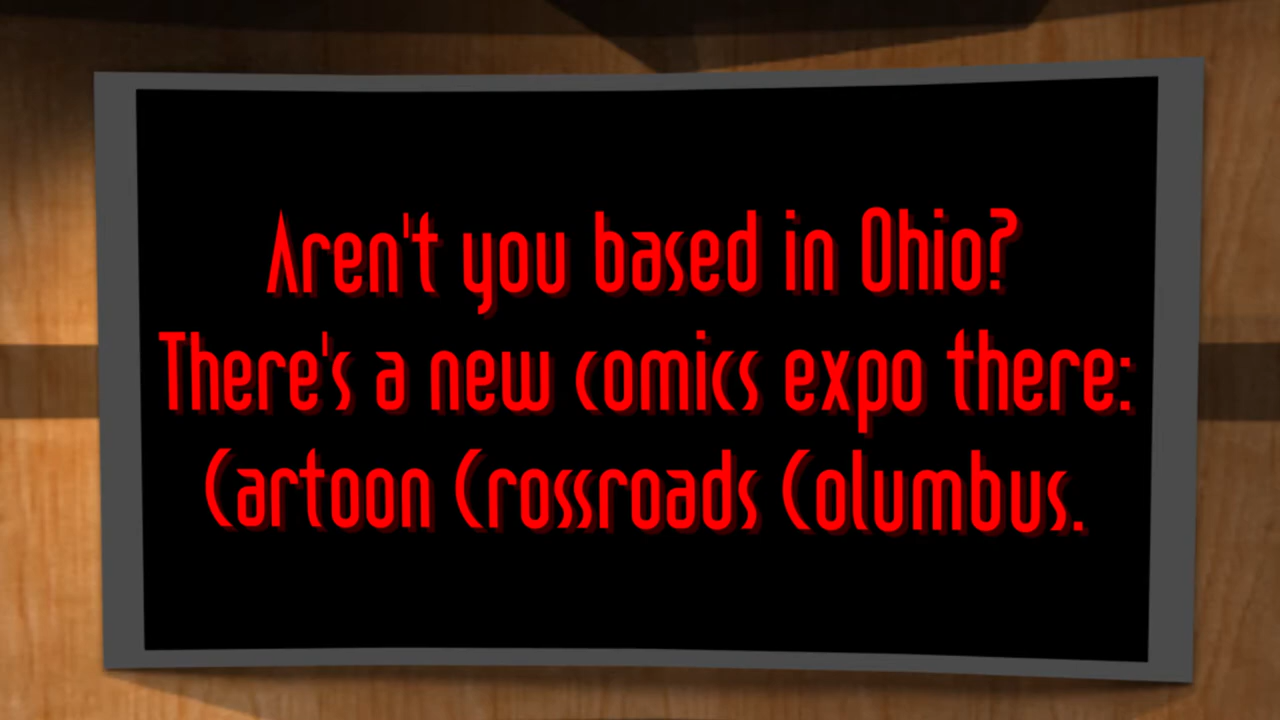 Aren't you based in Ohio?
There's a new comics expo there:
Cartoon Crossroads Columbus.